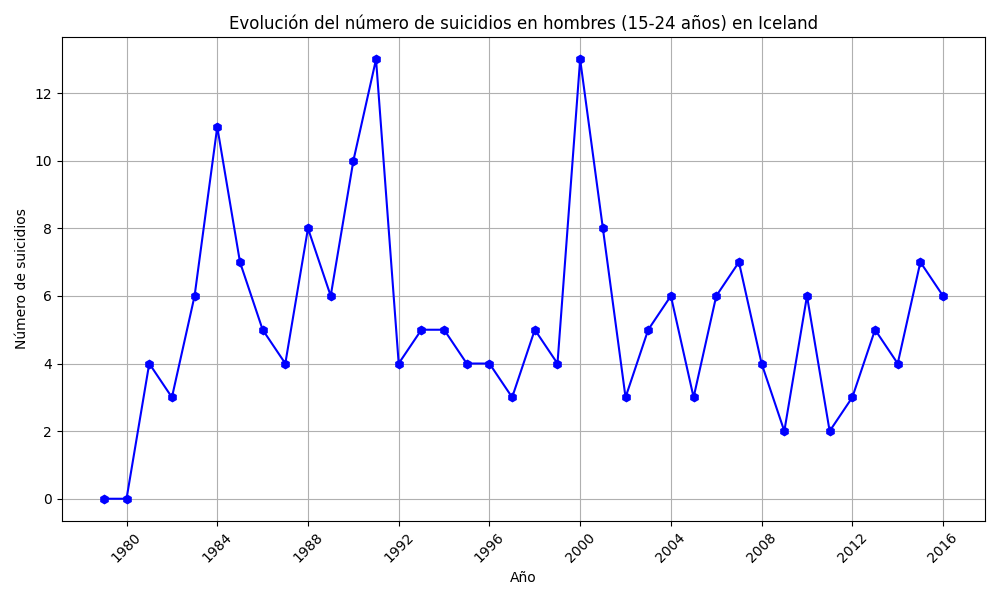 Evolución del número de suicidios en hombres (15-24 años) en Iceland
Número de suicidios
12
10
8
6
4
2
0
1980 1984 1988 1992 1996 2000 2004 2008 2012 2016
Año